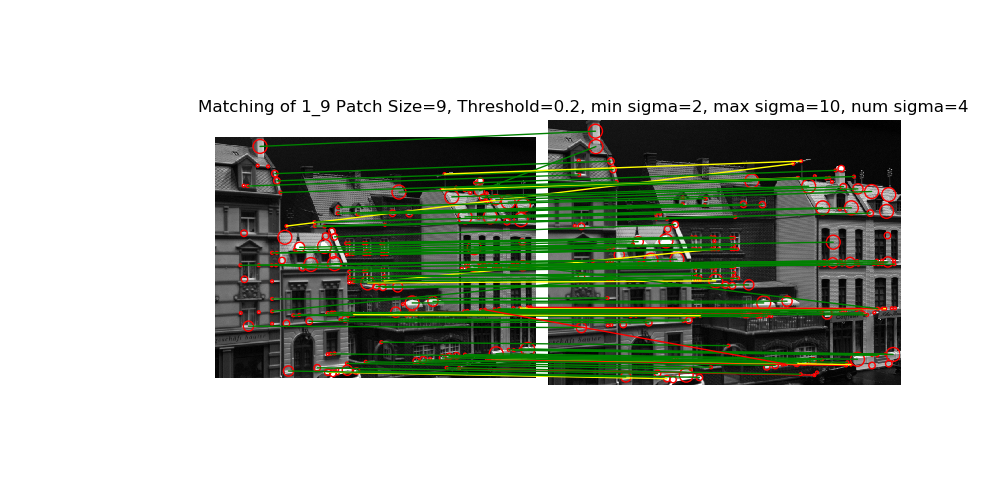 Matching of 1_9 Patch Size=9, Threshold=0.2, min sigma=2, max sigma=10, num sigma=4